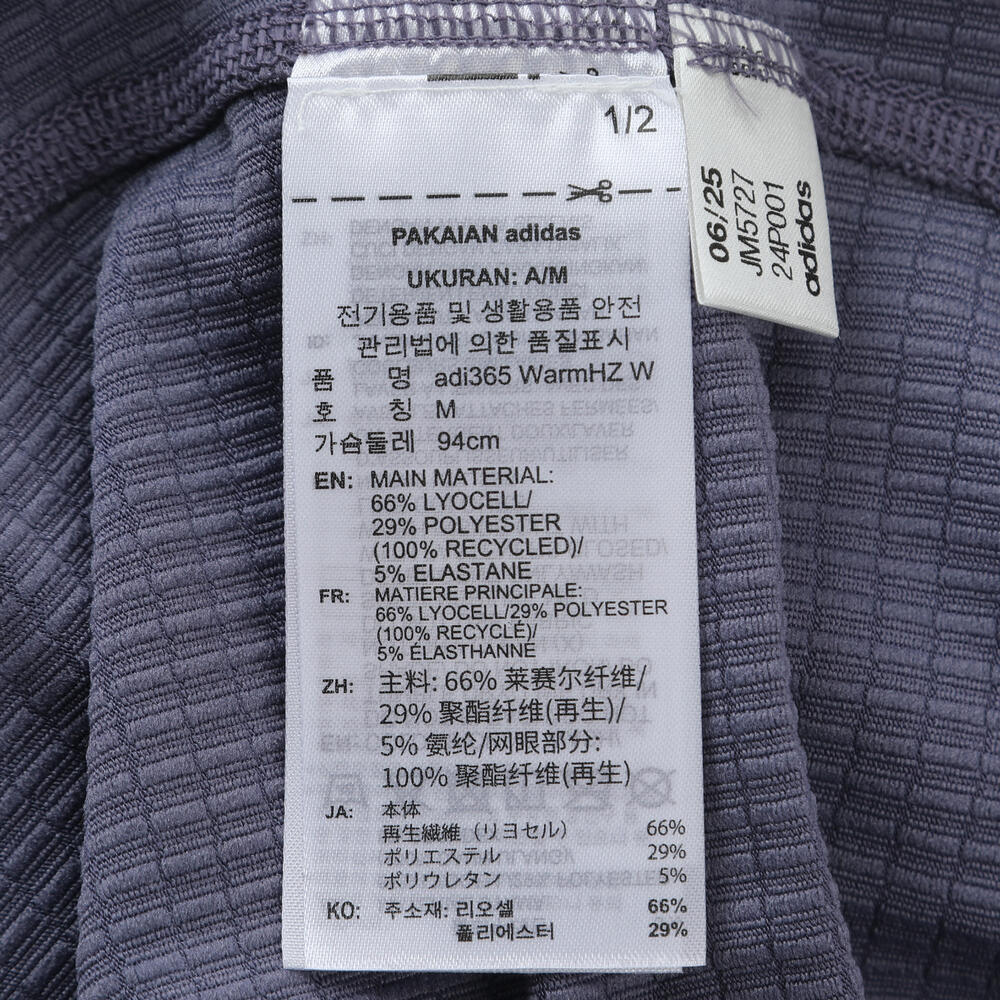 1/2
PAKAIAN adidas
UKURAN: A/M
전기용품 및 생활용품 안전
관리법에 의한 품질표시
품 명 adi365 WarmHZ W
호 칭 M
가슴둘레 94cm
EN: MAIN MATERIAL:
66% LYOCELL/
29% POLYESTER
(100% RECYCLED)/
5% ELASTANE
FR: MATIERE PRINCIPALE:
66% LYOCELL/29% POLYESTER
(100% RECYCLÉ)/
5% ÉLASTHANNE
ZH: 主料: 66% 莱赛尔纤维/
29% 聚酯纤维(再生)/
5% 氨纶/网眼部分:
100% 聚酯纤维(再生)
JA: 本体
再生繊維（リヨセル） 66%
ポリエステル 29%
ポリウレタン 5%
KO: 주소재: 리오셀 66%
폴리에스터 29%
06/25
JM5727
24P001
adidas